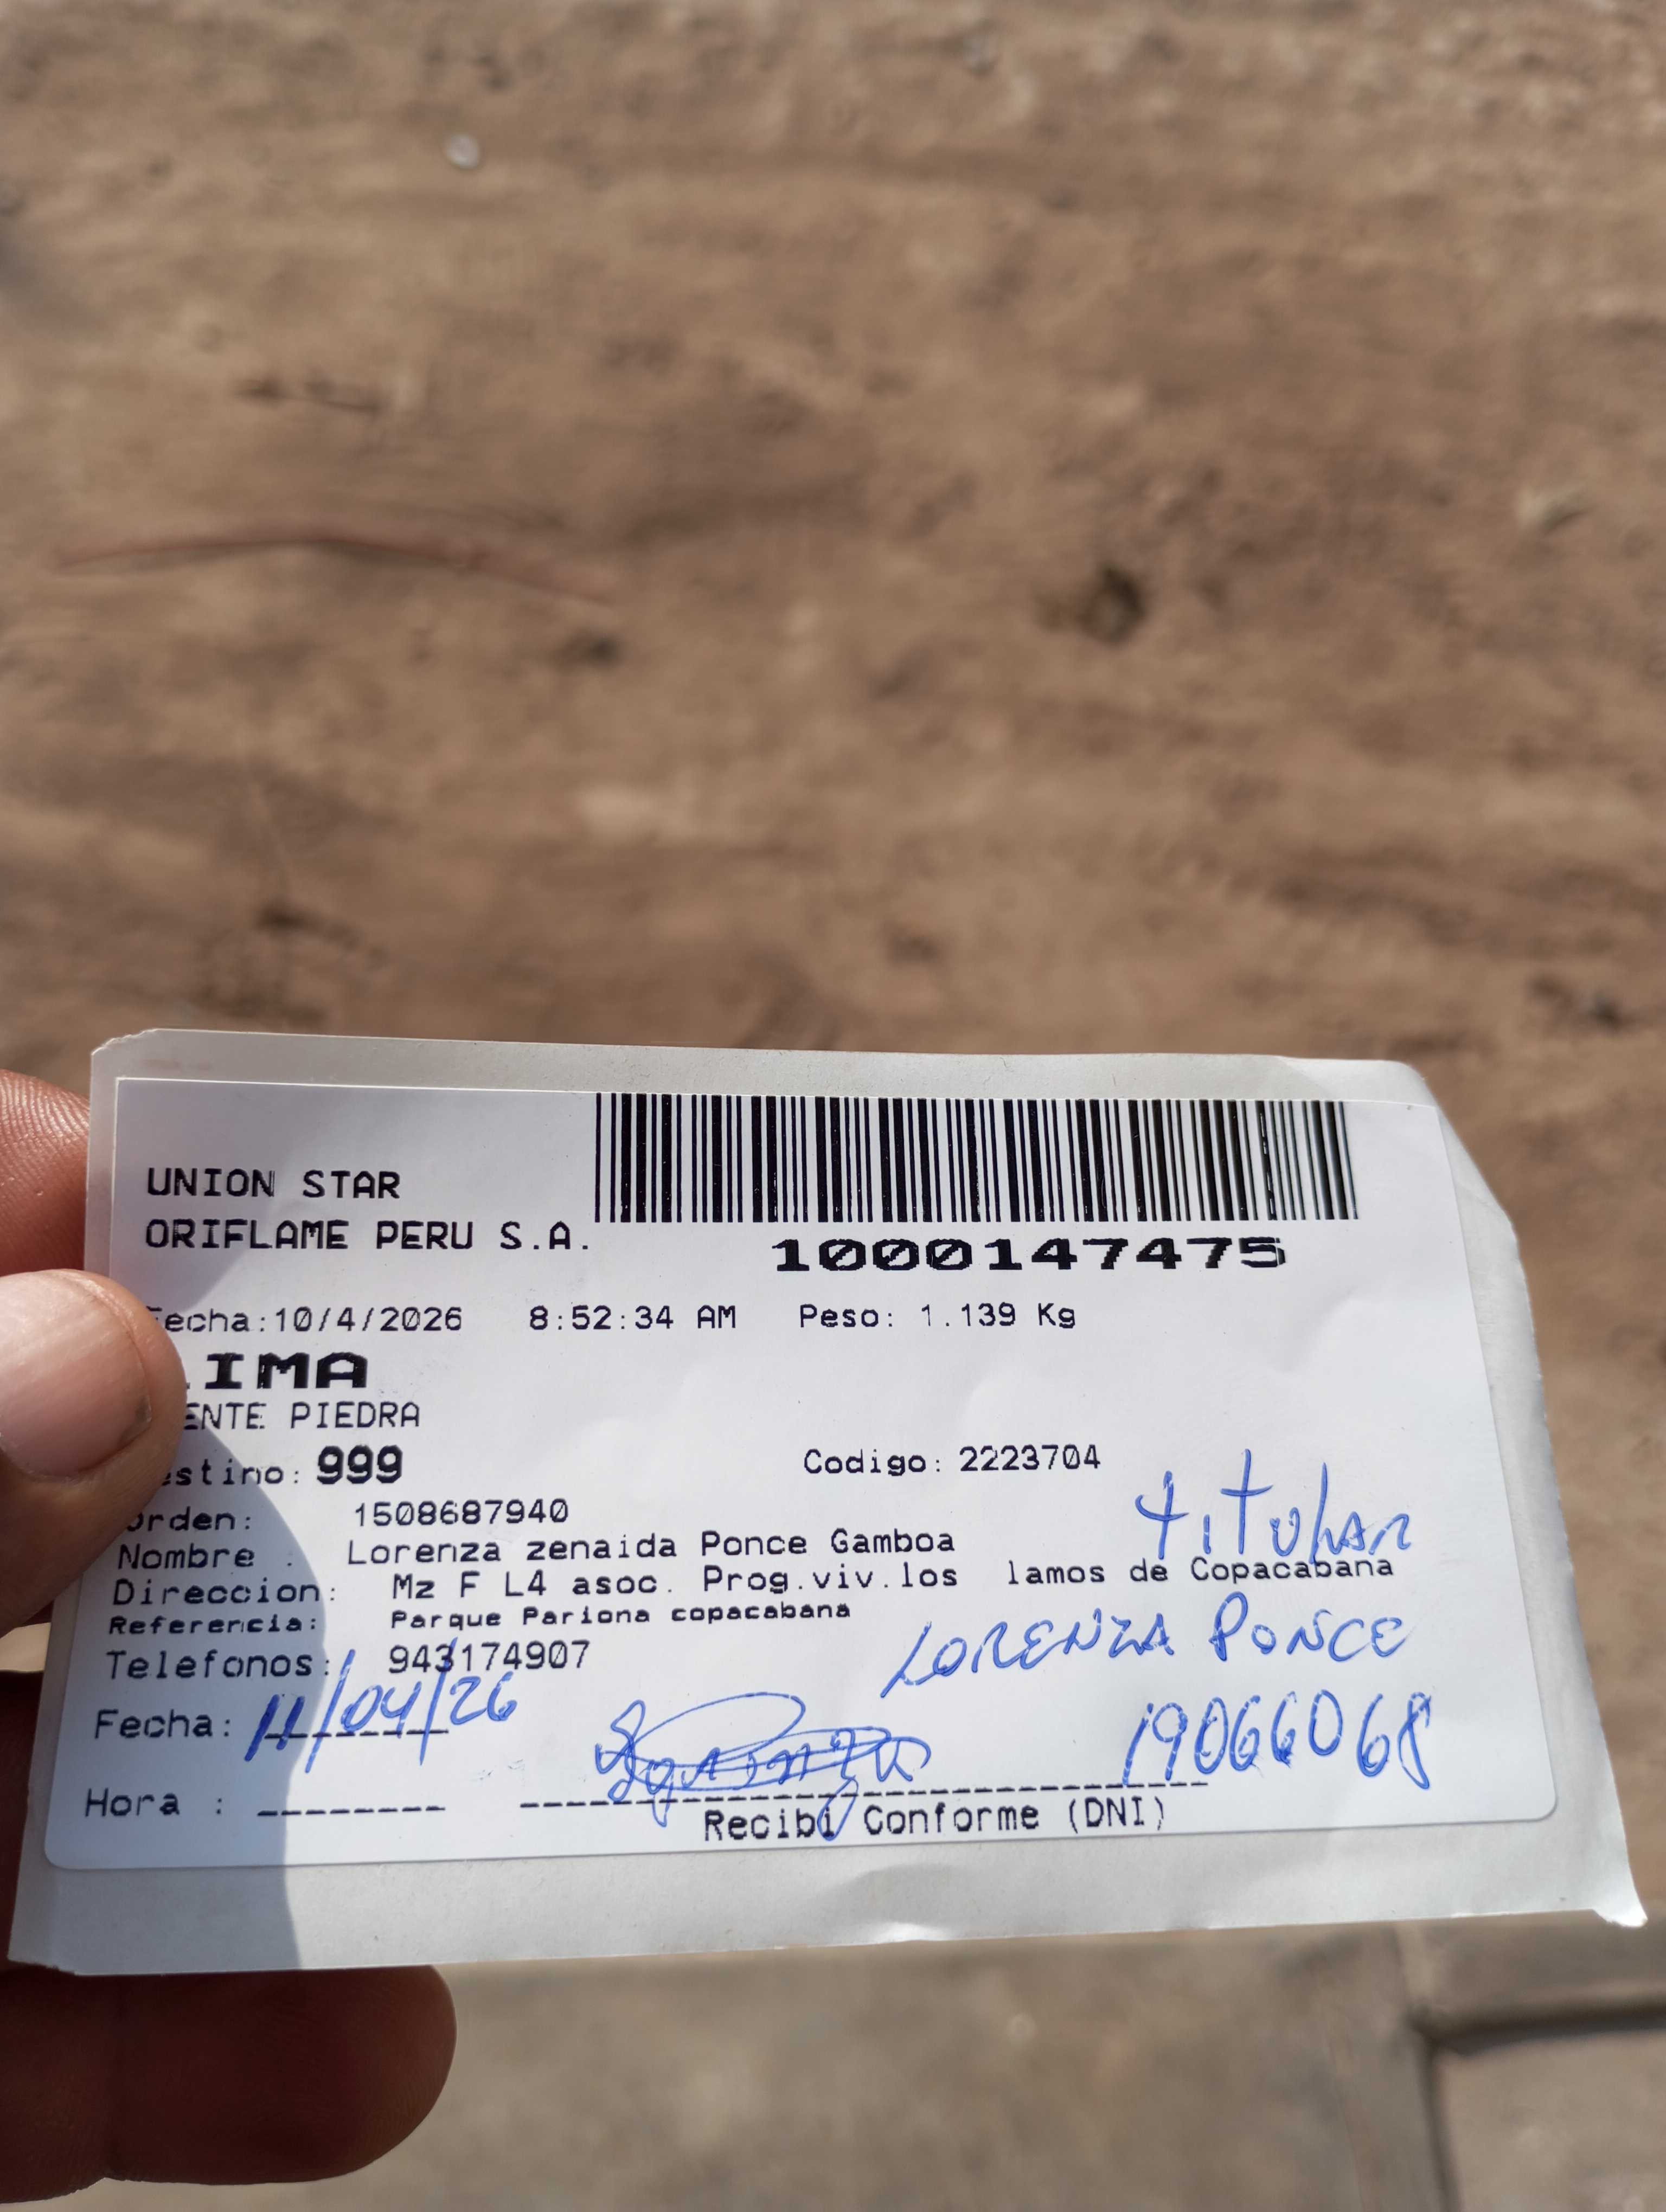 UNION STAR
ORIFLAME PERU S.A.
1000147475
echa:10/4/2026 8:52:34 AM Peso: 1.139 Kg
IMA
ENTE PIEDRA
estino: 999 Codigo: 2223704
titular
orden: 1508687940
Nombre : Lorenza zenaida Ponce Gamboa
Direccion: Mz F L4 asoc. Prog.viv.los lamos de Copacabana
Referencia: Parque Pariona copacabana
LORENZA PONCE
Telefonos: 943174907
Fecha: 11/04/26
19066068
Hora : --------
Recibi Conforme (DNI)